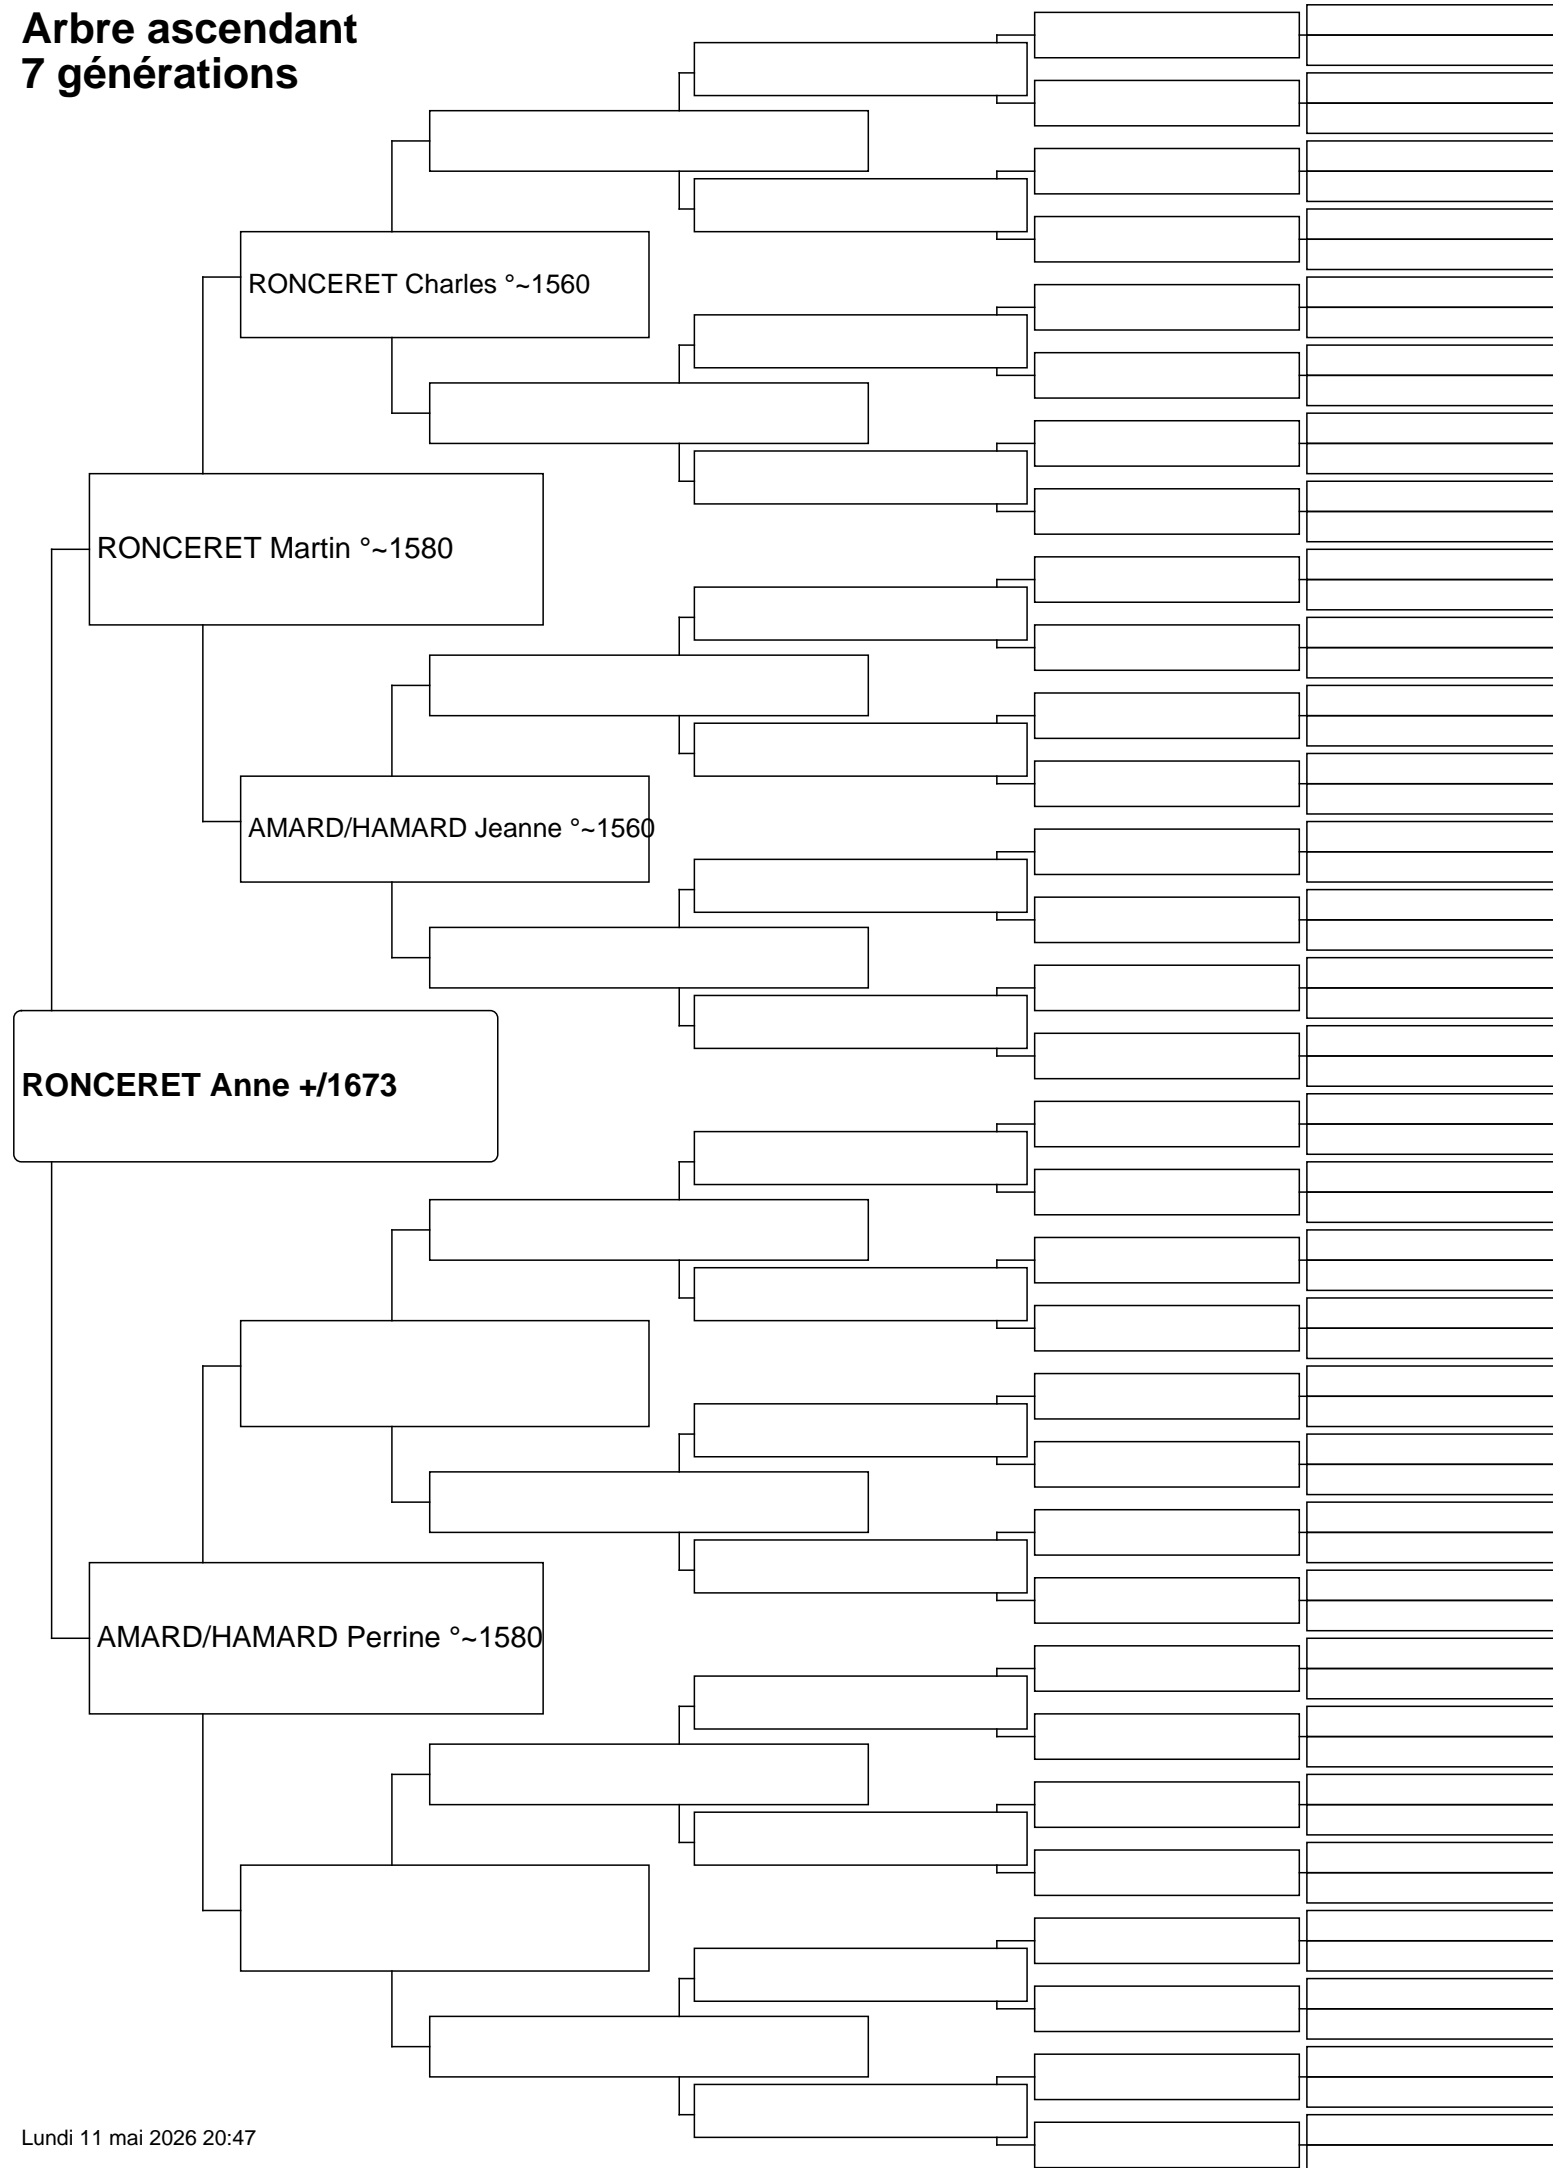 Arbre ascendant
7 générations
RONCERET Charles °~1560
RONCERET Martin °~1580
AMARD/HAMARD Jeanne °~1560
RONCERET Anne +/1673
AMARD/HAMARD Perrine °~1580
Lundi 11 mai 2026 20:47